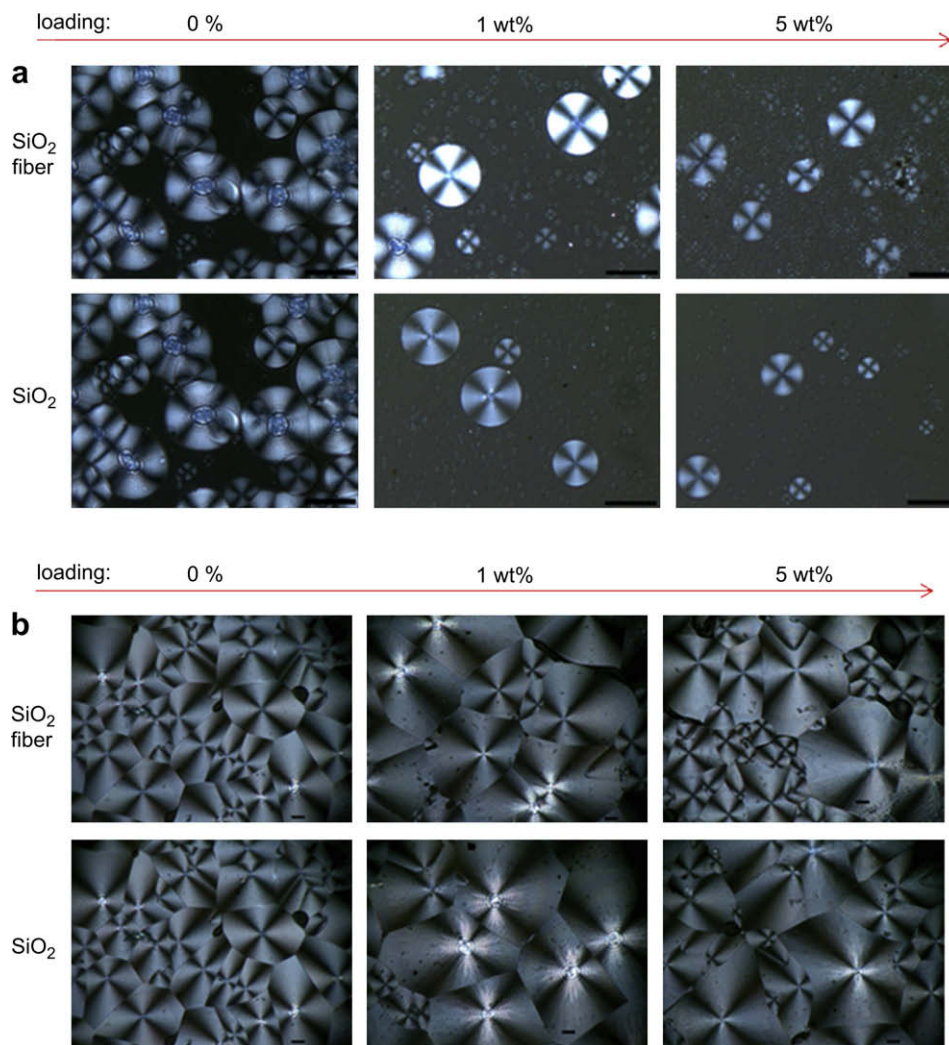 loading: 0 % 1 wt% 5 wt%
a
SiO₂
fiber
SiO₂
loading: 0 % 1 wt% 5 wt%
b
SiO₂
fiber
SiO₂